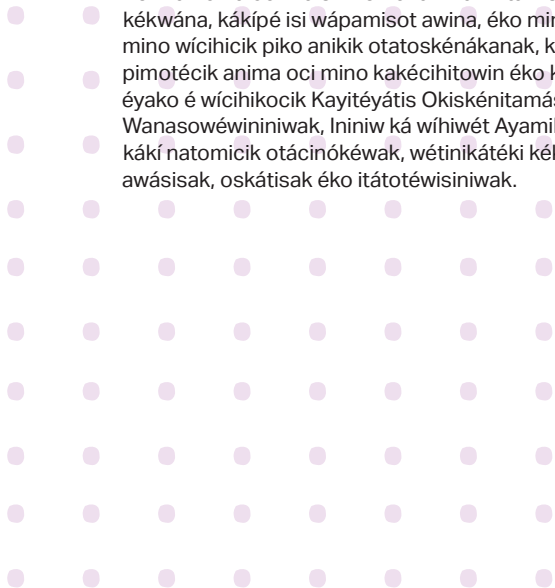 kékwána, kákípé isi wápamisot awina, éko
mino wícihicik piko anikik otatoskénákanak,
pimotécik anima oci mino kakécihitowin éko
éyako é wícihikocik Kayitéyátis
Wanasowéwininiwak, Ininiw ká wíhiwét
kákí natomicik otácinókéwak, wétinikátéki
awásisak, oskátisak éko itátotéwisiniwak.